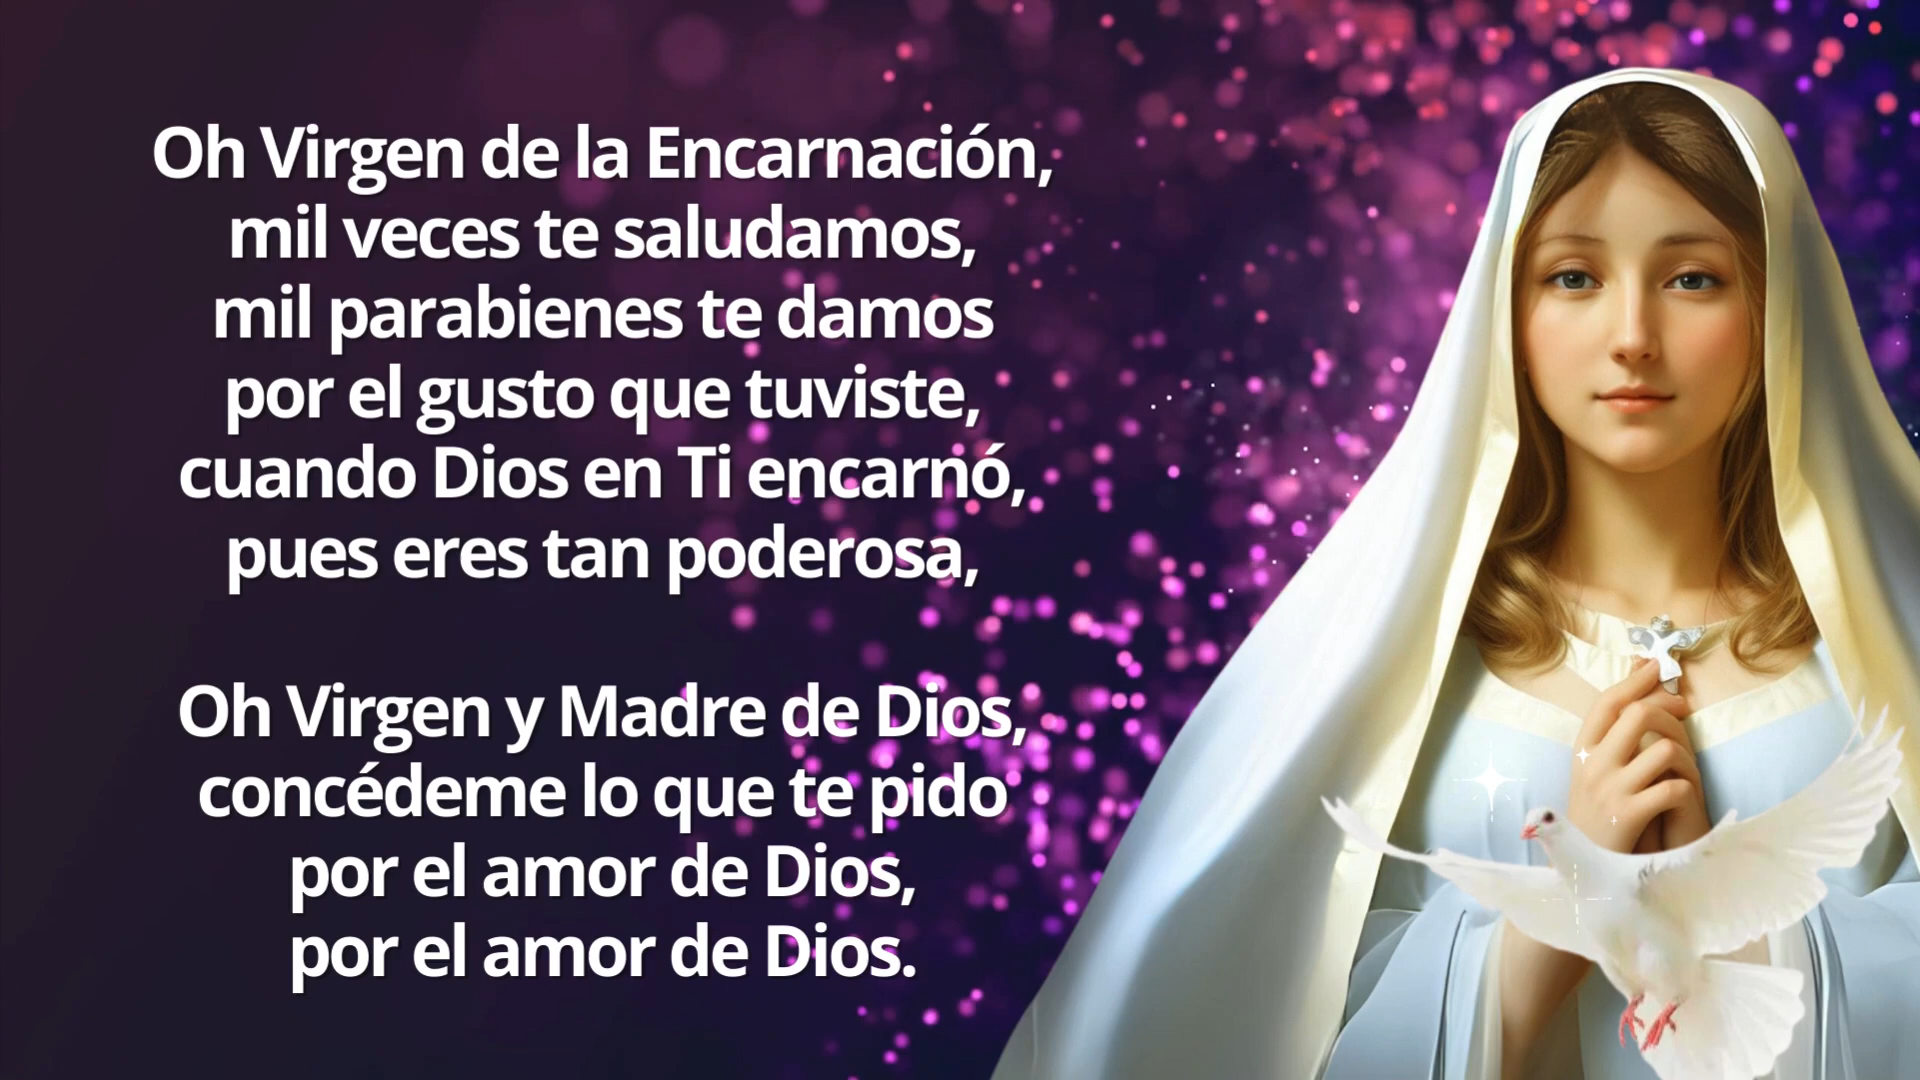 Oh Virgen de la Encarnación,
mil veces te saludamos,
mil parabienes te damos
por el gusto que tuviste,
cuando Dios en Ti encarnó,
pues eres tan poderosa,
Oh Virgen y Madre de Dios,
concédeme lo que te pido
por el amor de Dios,
por el amor de Dios.